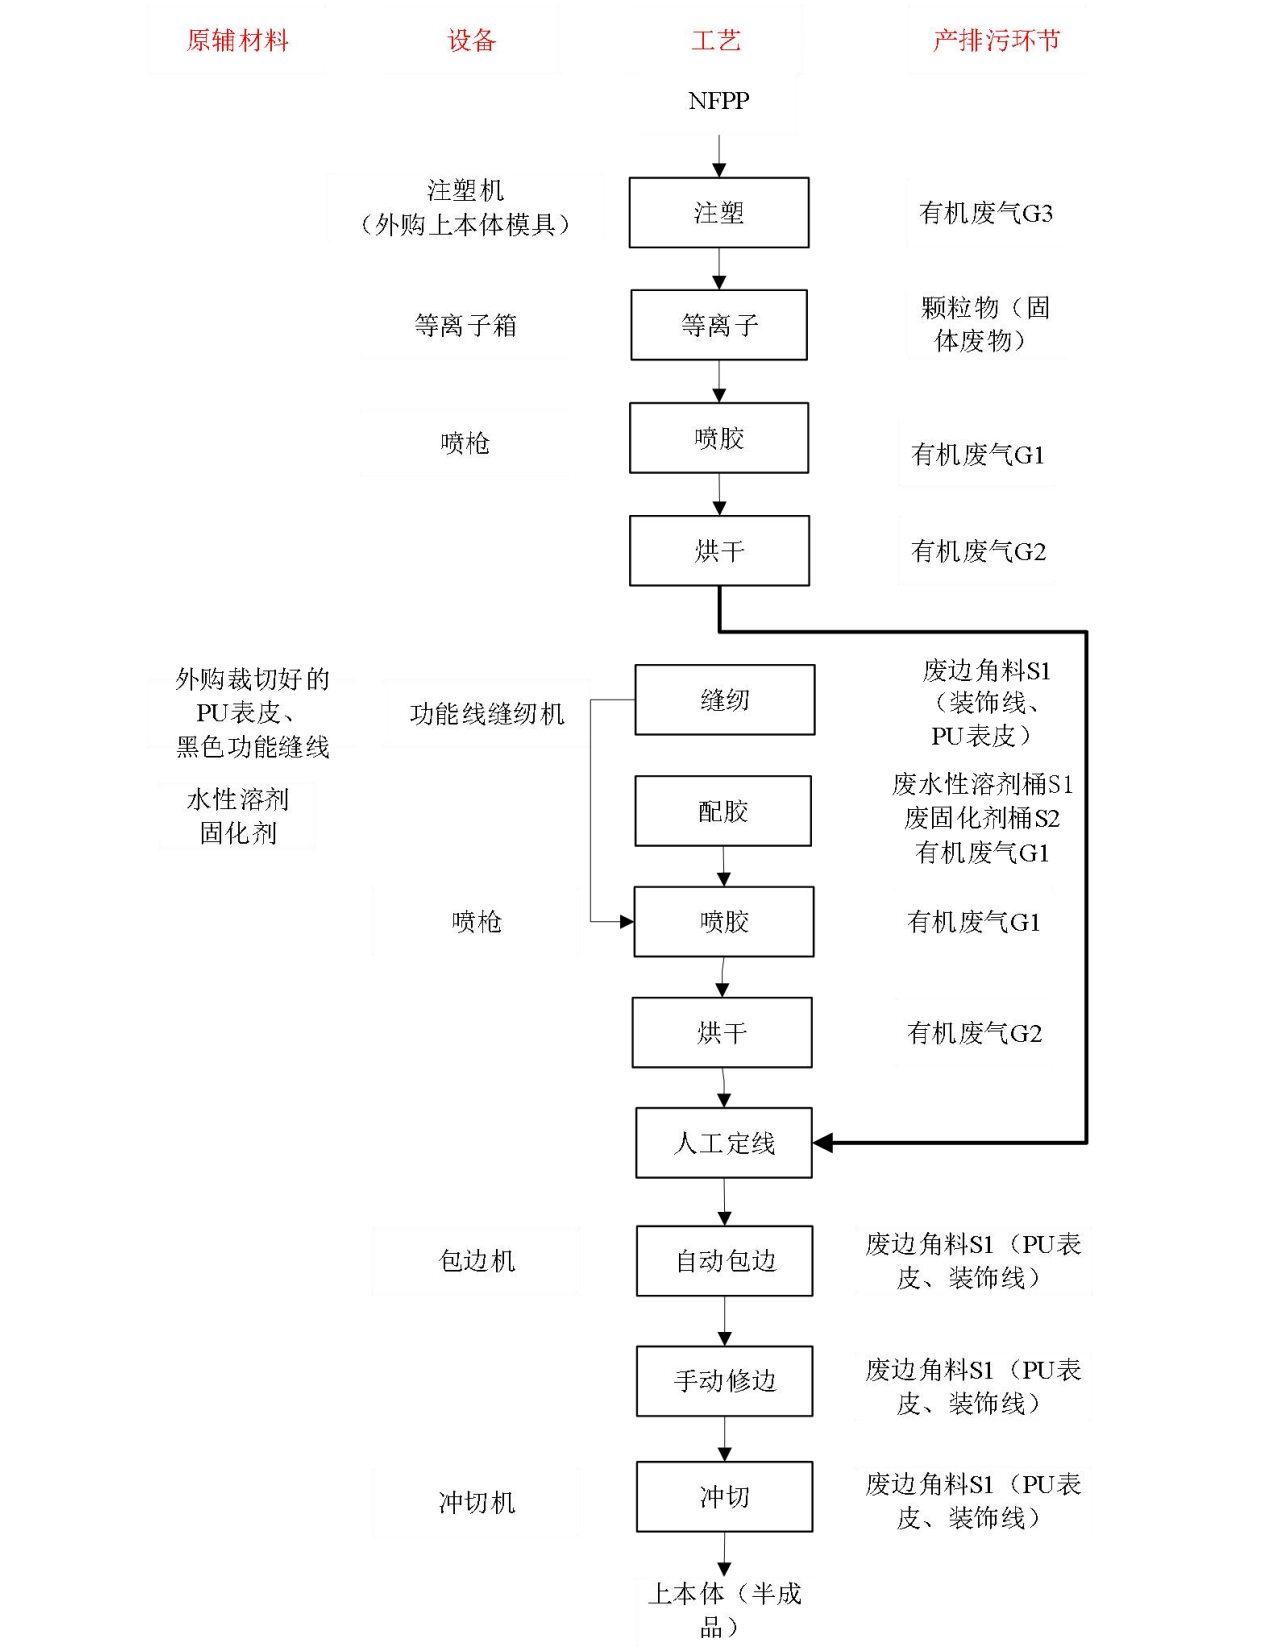 原辅材料 设备 工艺 产排污环节
NFPP
注塑机
（外购上本体模具）
注塑
有机废气G3
等离子箱
等离子
颗粒物（固
体废物）
喷枪
喷胶
有机废气G1
烘干
有机废气G2
外购裁切好的
PU表皮、
黑色功能缝线
功能线缝纫机
缝纫
废边角料S1
（装饰线、
PU表皮）
水性溶剂
固化剂
配胶
废水性溶剂桶S1
废固化剂桶S2
有机废气G1
喷枪
喷胶
有机废气G1
烘干
有机废气G2
人工定线
包边机
自动包边
废边角料S1（PU表
皮、装饰线）
手动修边
废边角料S1（PU表
皮、装饰线）
冲切机
冲切
废边角料S1（PU表
皮、装饰线）
上本体（半成
品）